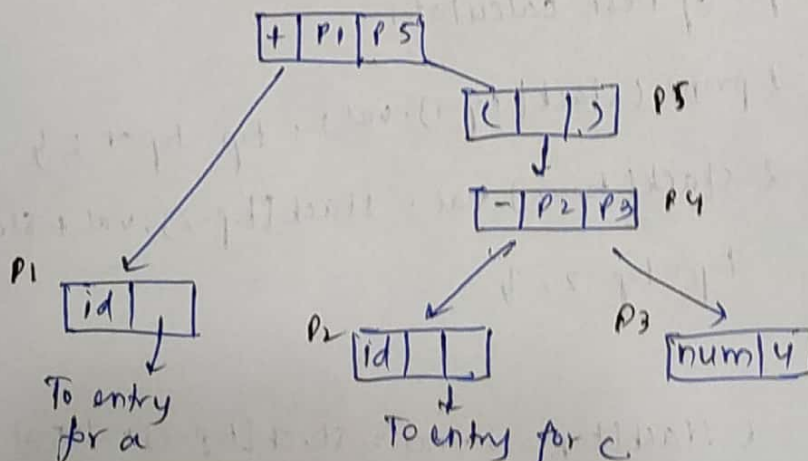 + P1 P5
( ) P5
- P2 P3 P4
P1
id
P2
id
P3
num 4
To entry
for a
To entry for c